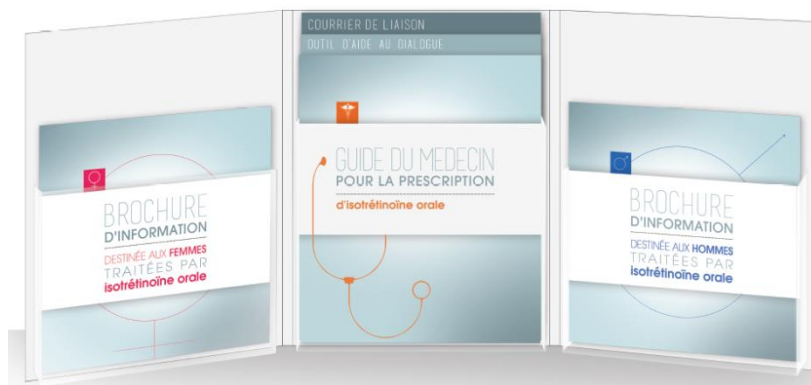 BROCHURE
D'INFORMATION
DESTINÉE AUX FEMMES
TRAITÉES PAR
isotrétinoïne orale
COURRIER DE LIAISON
OUTIL D'AIDE AU DIALOGUE
GUIDE DU MEDECIN
POUR LA PRESCRIPTION
d'isotrétinoïne orale
BROCHURE
D'INFORMATION
DESTINÉE AUX HOMMES
TRAITÉES PAR
isotrétinoïne orale